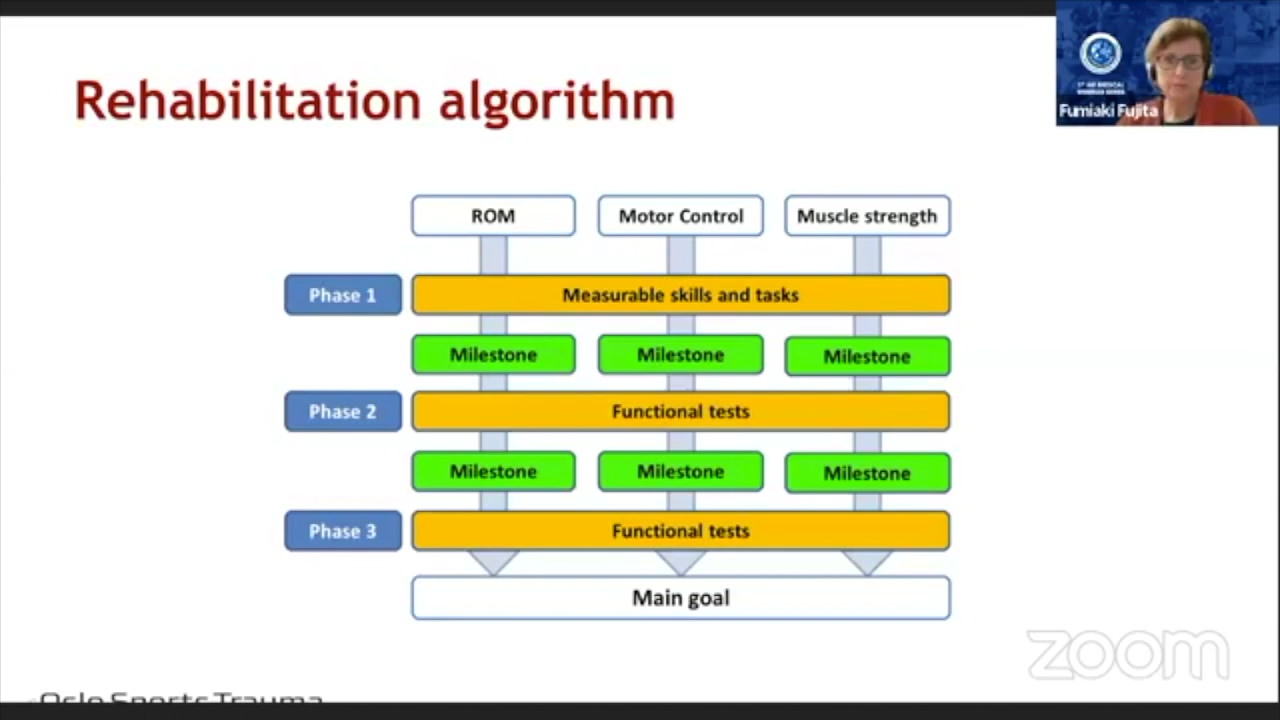 Rehabilitation algorithm
Fumiaki Fujita
ROM
Motor Control
Muscle strength
Phase 1
Measurable skills and tasks
Milestone
Milestone
Milestone
Phase 2
Functional tests
Milestone
Milestone
Milestone
Phase 3
Functional tests
Main goal
zoom
Oslo Sports Trauma